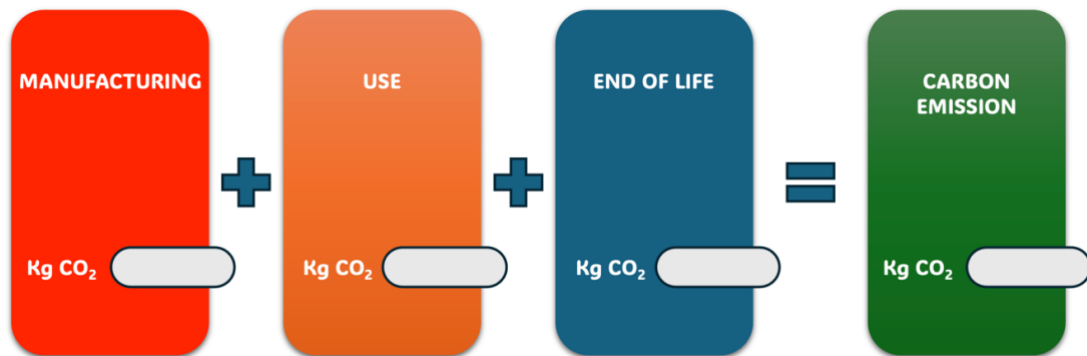 MANUFACTURING
USE
END OF LIFE
CARBON
EMISSION
Kg CO₂
Kg CO₂
Kg CO₂
Kg CO₂